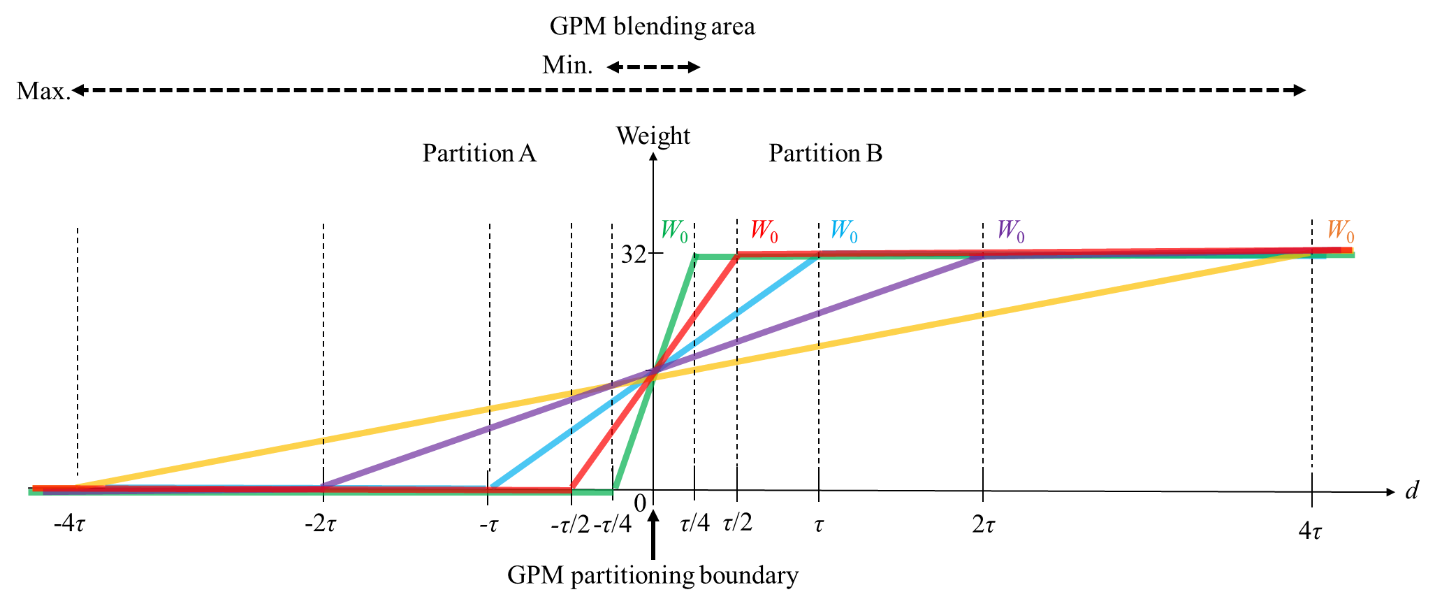 GPM blending area
Min.
Max.
Weight
Partition A
Partition B
W₀ W₀ W₀ W₀ W₀
32
0
d
-4τ -2τ -τ -τ/2 -τ/4 τ/4 τ/2 τ 2τ 4τ
GPM partitioning boundary